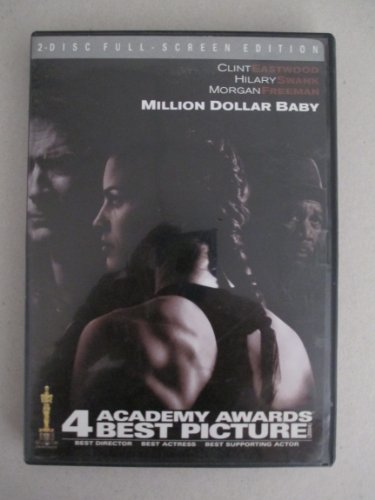 2-DISC FULL-SCREEN EDITION
CLINT EASTWOOD
HILARY SWANK
MORGAN FREEMAN
MILLION DOLLAR BABY
4 ACADEMY AWARDS
BEST PICTURE
BEST DIRECTOR BEST ACTRESS BEST SUPPORTING ACTOR